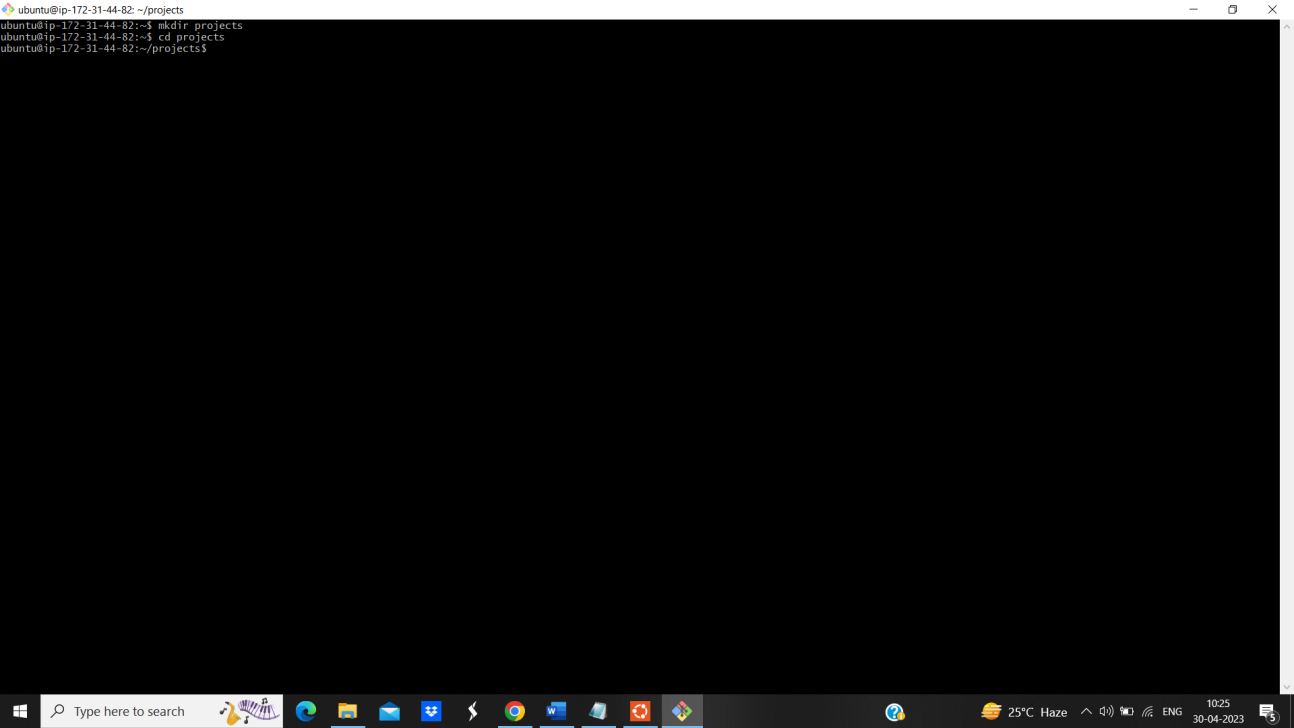 ubuntu@ip-172-31-44-82: ~/projects
ubuntu@ip-172-31-44-82:~$ mkdir projects
ubuntu@ip-172-31-44-82:~$ cd projects
ubuntu@ip-172-31-44-82:~/projects$
Type here to search
25°C Haze
ENG
10:25
30-04-2023
5